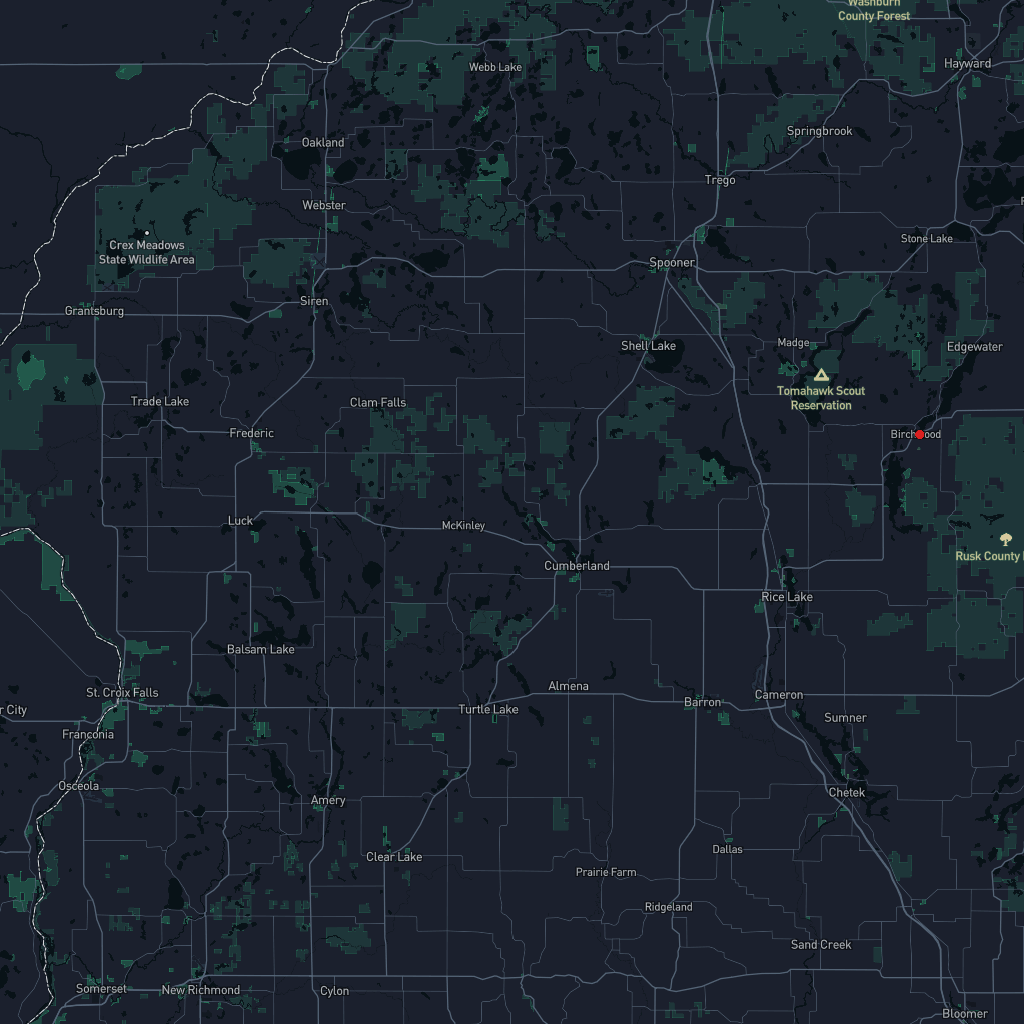 Washburn
County Forest
Webb Lake
Hayward
Springbrook
Oakland
Trego
Webster
Stone Lake
Crex Meadows
State Wildlife Area
Spooner
Siren
Grantsburg
Shell Lake
Madge
Edgewater
Tomahawk Scout
Reservation
Trade Lake
Clam Falls
Frederic
Birchwood
Luck
McKinley
Rusk County
Cumberland
Rice Lake
Balsam Lake
St. Croix Falls
Almena
Cameron
Barron
Turtle Lake
r City
Sumner
Franconia
Osceola
Amery
Chetek
Dallas
Clear Lake
Prairie Farm
Ridgeland
Sand Creek
Somerset
New Richmond
Cylon
Bloomer